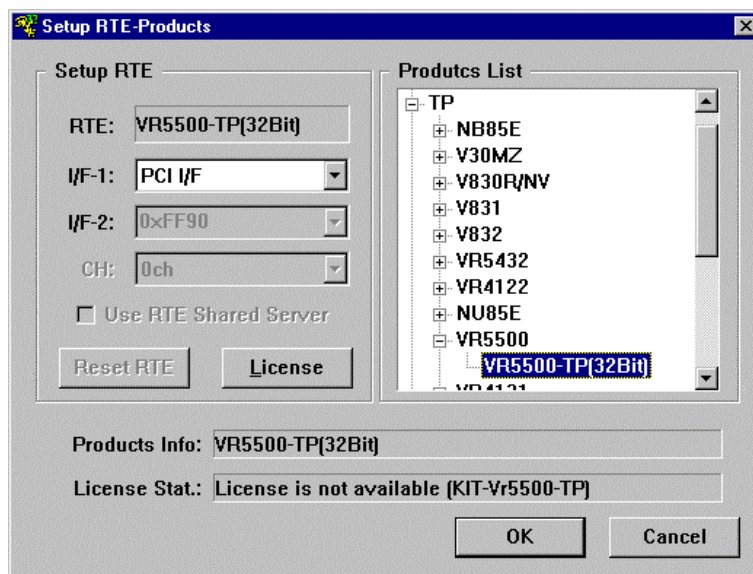 Setup RTE-Products
Setup RTE
RTE: VR5500-TP(32Bit)
I/F-1: PCI I/F
I/F-2: 0xFF90
CH: 0ch
Use RTE Shared Server
Reset RTE License
Produtcs List
TP
NB85E
V30MZ
V830R/NV
V831
V832
VR5432
VR4122
NU85E
VR5500
VR5500-TP(32Bit)
VR4131
Products Info: VR5500-TP(32Bit)
License Stat.: License is not available (KIT-Vr5500-TP)
OK Cancel